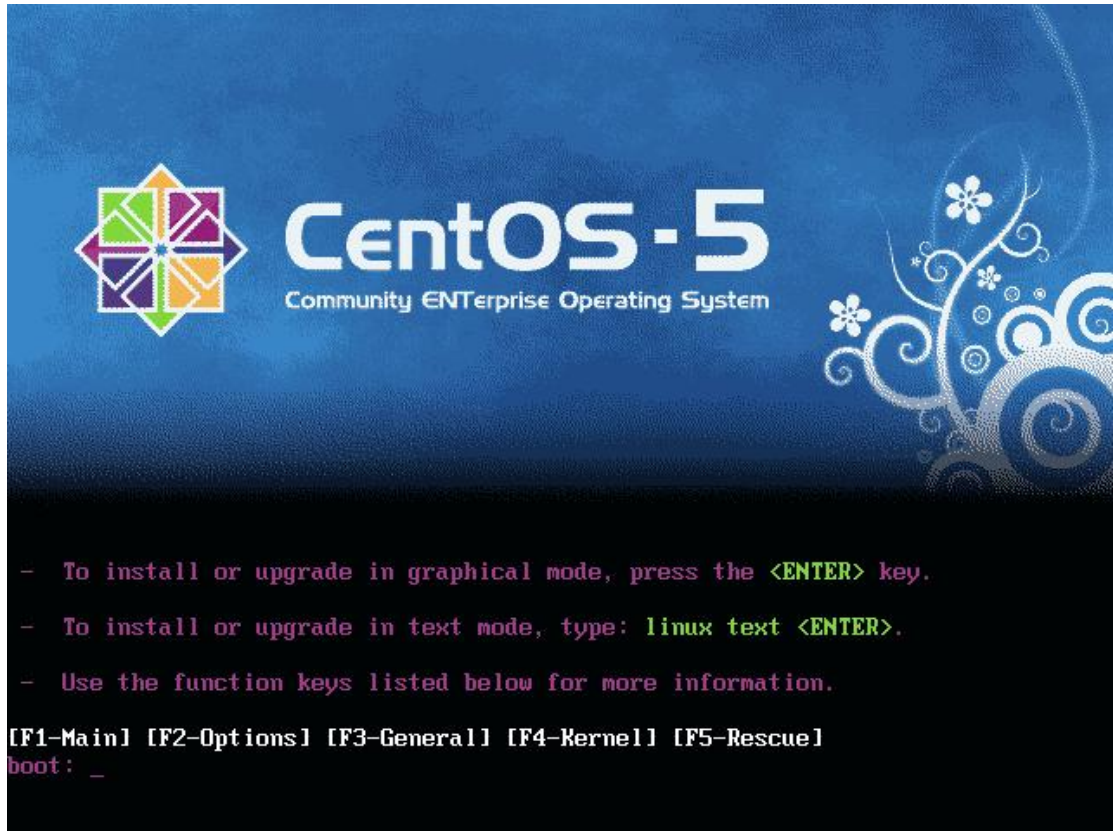 CentOS - 5
Community ENTerprise Operating System
-  To install or upgrade in graphical mode, press the <ENTER> key.
-  To install or upgrade in text mode, type: linux text <ENTER>.
-  Use the function keys listed below for more information.
[F1-Main] [F2-Options] [F3-General] [F4-Kernel] [F5-Rescue]
boot: _